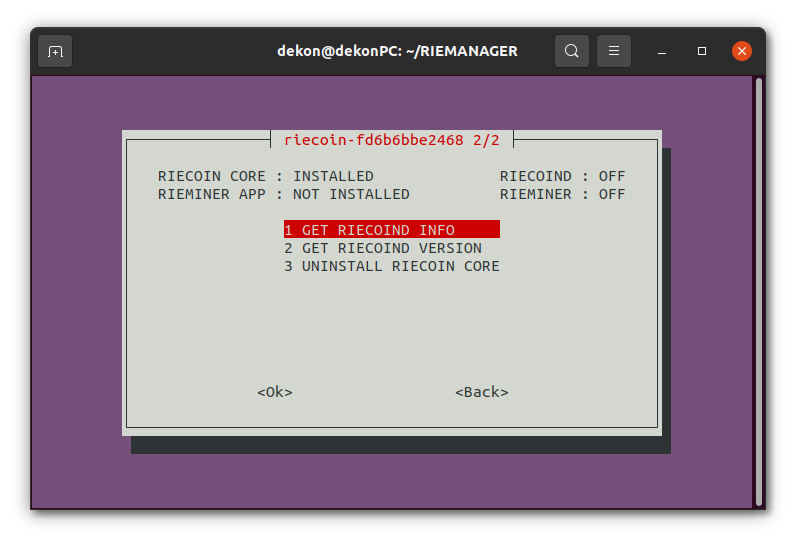 dekon@dekonPC: ~/RIEMANAGER
riecoin-fd6b6bbe2468 2/2
RIECOIN CORE : INSTALLED RIECOIND : OFF
RIEMINER APP : NOT INSTALLED RIEMINER : OFF
1 GET RIECOIND INFO
2 GET RIECOIND VERSION
3 UNINSTALL RIECOIN CORE
<Ok> <Back>